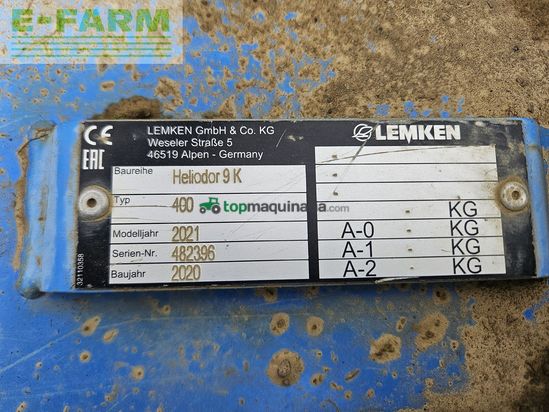 E-FARM
LEMKEN GmbH & Co. KG
Weseler Straße 5
46519 Alpen - Germany
LEMKEN
CE
EAC
Baureihe Heliodor 9 K
Typ 400
topmaquinaria.com
Modelljahr 2021
Serien-Nr. 482396
Baujahr 2020
32110358
:
:
- KG
A-0 - KG
A-1 - KG
A-2 - KG